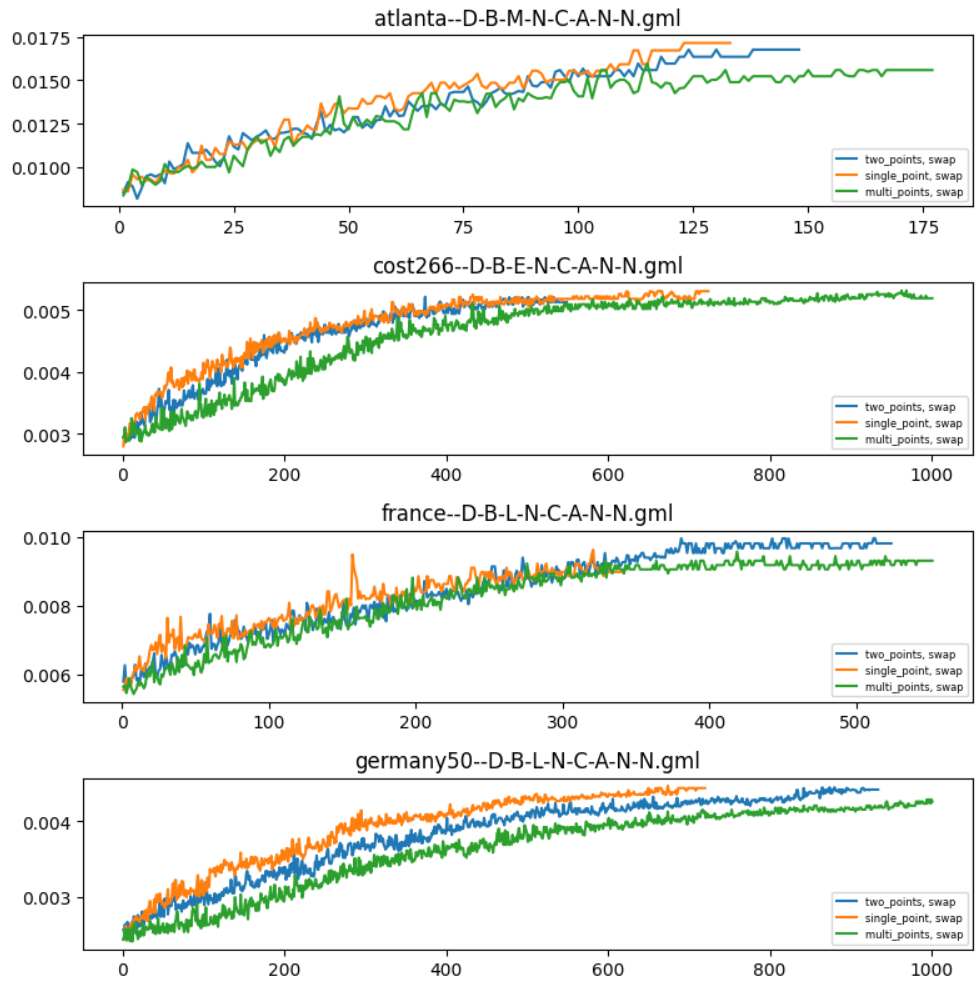 atlanta--D-B-M-N-C-A-N-N.gml
0.0175
0.0150
0.0125
0.0100
two_points, swap
single_point, swap
multi_points, swap
0 25 50 75 100 125 150 175
cost266--D-B-E-N-C-A-N-N.gml
0.005
0.004
0.003
two_points, swap
single_point, swap
multi_points, swap
0 200 400 600 800 1000
france--D-B-L-N-C-A-N-N.gml
0.010
0.008
0.006
two_points, swap
single_point, swap
multi_points, swap
0 100 200 300 400 500
germany50--D-B-L-N-C-A-N-N.gml
0.004
0.003
two_points, swap
single_point, swap
multi_points, swap
0 200 400 600 800 1000